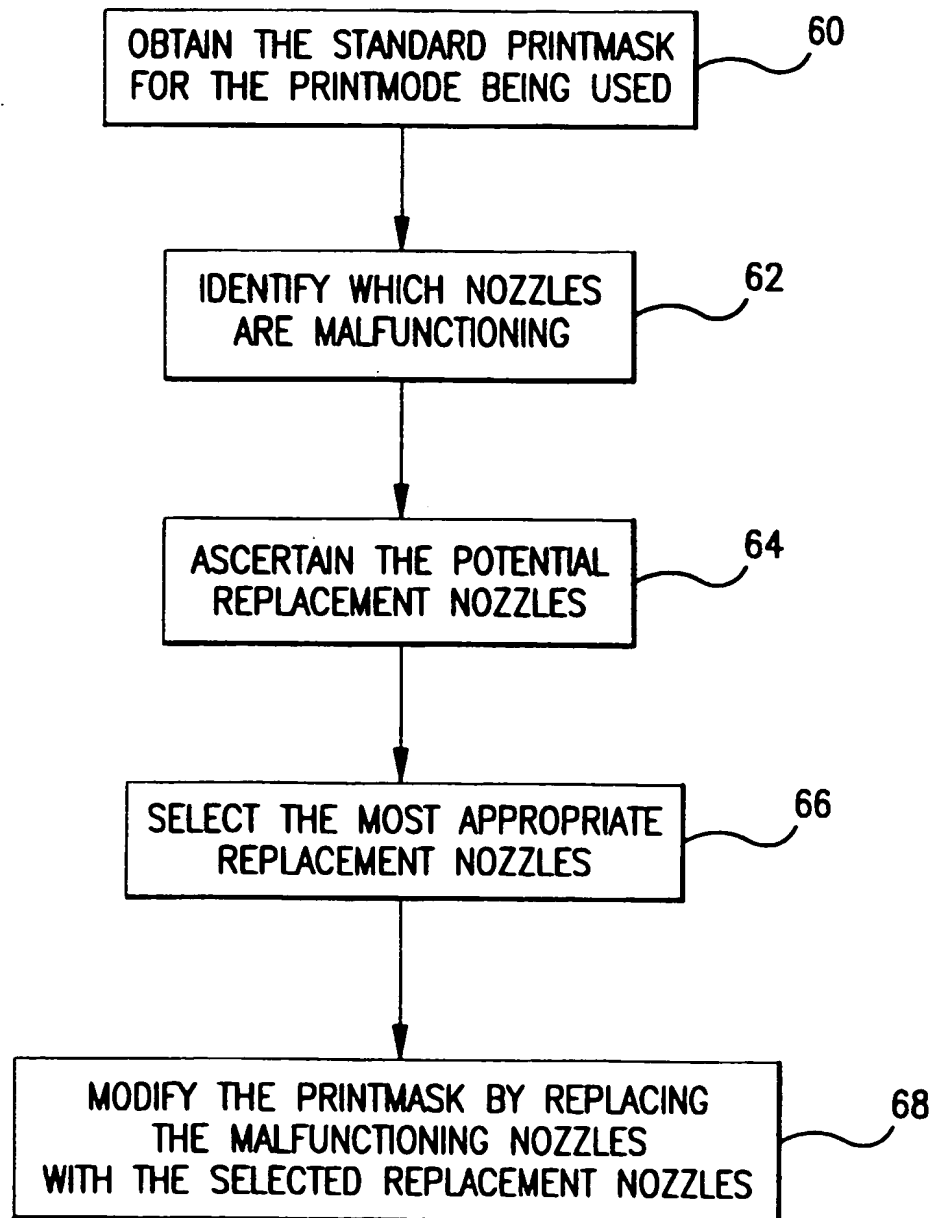 OBTAIN THE STANDARD PRINTMASK
FOR THE PRINTMODE BEING USED
60
IDENTIFY WHICH NOZZLES
ARE MALFUNCTIONING
62
ASCERTAIN THE POTENTIAL
REPLACEMENT NOZZLES
64
SELECT THE MOST APPROPRIATE
REPLACEMENT NOZZLES
66
MODIFY THE PRINTMASK BY REPLACING
THE MALFUNCTIONING NOZZLES
WITH THE SELECTED REPLACEMENT NOZZLES
68